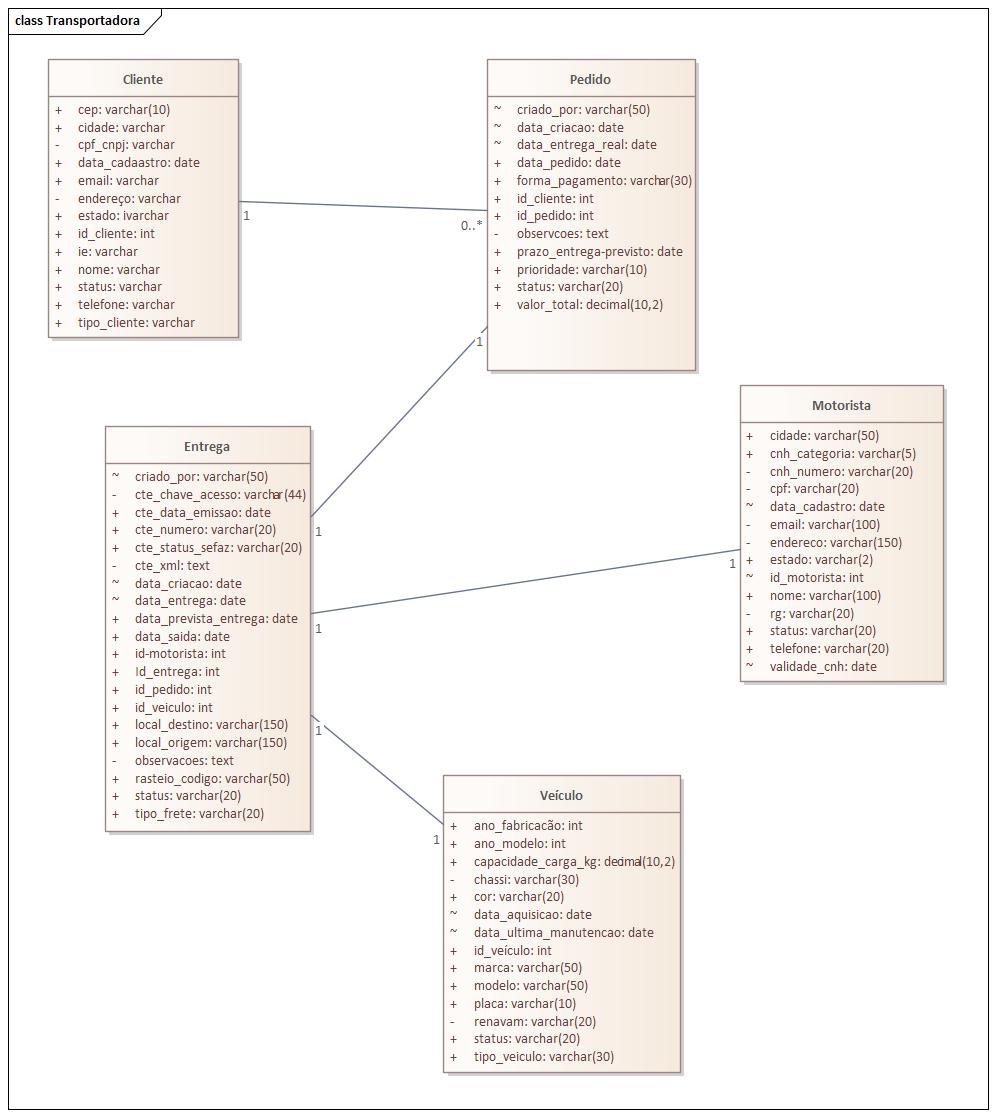 class Transportadora
Cliente
+ cep: varchar(10)
+ cidade: varchar
- cpf_cnpj: varchar
+ data_cadaastro: date
+ email: varchar
- endereço: varchar
+ estado: ivarchar
+ id_cliente: int
+ ie: varchar
+ nome: varchar
+ status: varchar
+ telefone: varchar
+ tipo_cliente: varchar
1
0..*
Pedido
~ criado_por: varchar(50)
~ data_criacao: date
~ data_entrega_real: date
+ data_pedido: date
+ forma_pagamento: varchar(30)
+ id_cliente: int
+ id_pedido: int
- observcoes: text
+ prazo_entrega-previsto: date
+ prioridade: varchar(10)
+ status: varchar(20)
+ valor_total: decimal(10,2)
1
1
Entrega
~ criado_por: varchar(50)
- cte_chave_acesso: varchar(44)
+ cte_data_emissao: date
+ cte_numero: varchar(20)
+ cte_status_sefaz: varchar(20)
- cte_xml: text
~ data_criacao: date
~ data_entrega: date
+ data_prevista_entrega: date
+ data_saida: date
+ id-motorista: int
+ Id_entrega: int
+ id_pedido: int
+ id_veiculo: int
+ local_destino: varchar(150)
+ local_origem: varchar(150)
- observacoes: text
+ rasteio_codigo: varchar(50)
+ status: varchar(20)
+ tipo_frete: varchar(20)
1
1
Motorista
+ cidade: varchar(50)
+ cnh_categoria: varchar(5)
- cnh_numero: varchar(20)
- cpf: varchar(20)
~ data_cadastro: date
- email: varchar(100)
- endereco: varchar(150)
+ estado: varchar(2)
~ id_motorista: int
+ nome: varchar(100)
- rg: varchar(20)
+ status: varchar(20)
+ telefone: varchar(20)
~ validade_cnh: date
1
1
Veículo
+ ano_fabricacão: int
+ ano_modelo: int
+ capacidade_carga_kg: decimal(10,2)
- chassi: varchar(30)
+ cor: varchar(20)
~ data_aquisicao: date
~ data_ultima_manutencao: date
+ id_veículo: int
+ marca: varchar(50)
+ modelo: varchar(50)
+ placa: varchar(10)
- renavam: varchar(20)
+ status: varchar(20)
+ tipo_veiculo: varchar(30)